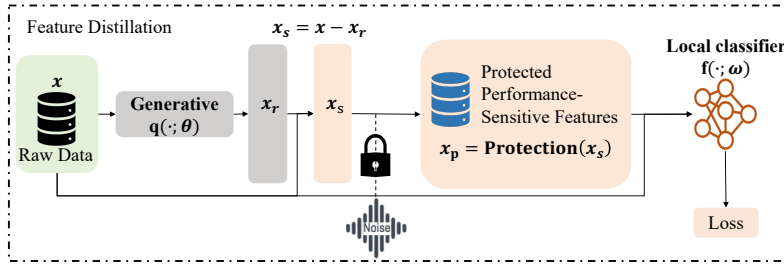 Feature Distillation
x_s = x − x_r
x
Raw Data
Generative
q(·; θ)
x_r
x_s
Noise
Protected
Performance-
Sensitive Features
x_p = Protection(x_s)
Local classifier
f(·; ω)
Loss